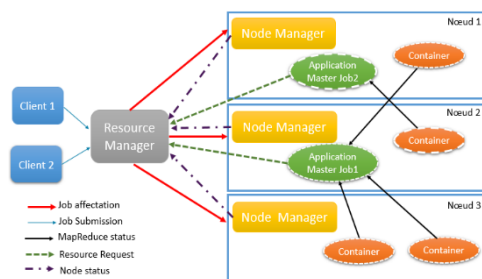 Nœud 1
Node Manager
Container
Application
Master Job2
Client 1
Resource
Manager
Client 2
Nœud 2
Node Manager
Application
Master Job1
Container
Nœud 3
Node Manager
Container
Container
Job affectation
Job Submission
MapReduce status
Resource Request
Node status